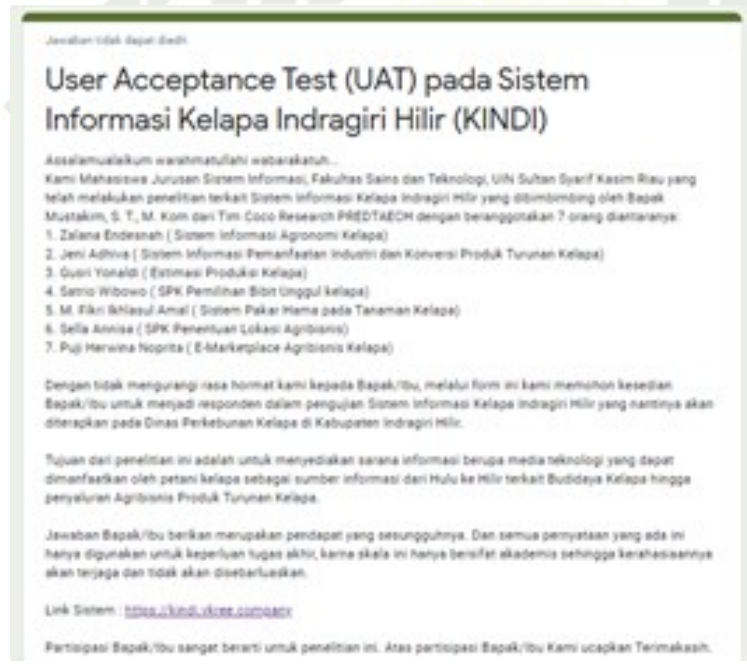 Jawaban tidak dapat diedit
User Acceptance Test (UAT) pada Sistem
Informasi Kelapa Indragiri Hilir (KINDI)
Assalamualaikum warahmatullahi wabarakatuh...
Kami Mahasiswa Jurusan Sistem Informasi, Fakultas Sains dan Teknologi, UIN Sultan Syarif Kasim Riau yang
telah melakukan penelitian terkait Sistem Informasi Kelapa Indragiri Hilir yang dibimbimbing oleh Bapak
Mustakim, S. T., M. Kom dari Tim Coco Research PREDTAECH dengan beranggotakan 7 orang diantaranya:
1. Zaliana Endesnah ( Sistem Informasi Agronomi Kelapa)
2. Jeni Adhiva ( Sistem Informasi Pemanfaatan Industri dan Konversi Produk Turunan Kelapa)
3. Gusri Yonaldi ( Estimasi Produksi Kelapa)
4. Satrio Wibowo ( SPK Pemilihan Bibit Unggul kelapa)
5. M. Fikri Ikhlasul Amal ( Sistem Pakar Hama pada Tanaman Kelapa)
6. Sella Annisa ( SPK Penentuan Lokasi Agribisnis)
7. Puji Herwina Noprita ( E-Marketplace Agribisnis Kelapa)
Dengan tidak mengurangi rasa hormat kami kepada Bapak/Ibu, melalui form ini kami memohon kesedian
Bapak/Ibu untuk menjadi responden dalam pengujian Sistem Informasi Kelapa Indragiri Hilir yang nantinya akan
diterapkan pada Dinas Perkebunan Kelapa di Kabupaten Indragiri Hilir.
Tujuan dari penelitian ini adalah untuk menyediakan sarana informasi berupa media teknologi yang dapat
dimanfaatkan oleh petani kelapa sebagai sumber informasi dari Hulu ke Hilir terkait Budidaya Kelapa hingga
penyaluran Agribisnis Produk Turunan Kelapa.
Jawaban Bapak/Ibu berikan merupakan pendapat yang sesungguhnya. Dan semua pernyataan yang ada ini
hanya digunakan untuk keperluan tugas akhir, karna skala ini hanya bersifat akademis sehingga kerahasiaannya
akan terjaga dan tidak akan disebarluaskan.
Link Sistem : https://kindi.vkree.company
Partisipasi Bapak/Ibu sangat berarti untuk penelitian ini. Atas partisipasi Bapak/Ibu Kami ucapkan Terimakasih.